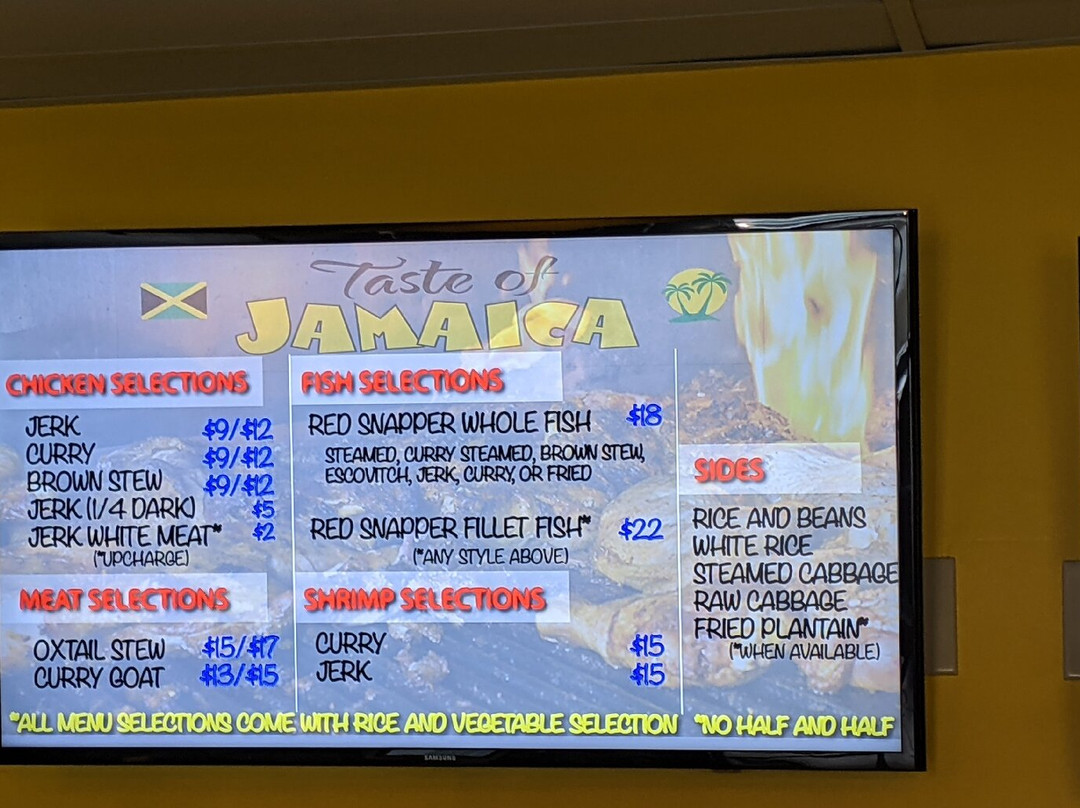 Taste of
JAMAICA
CHICKEN SELECTIONS
JERK $9/$12
CURRY $9/$12
BROWN STEW $9/$12
JERK (1/4 DARK) $5
JERK WHITE MEAT* $2
(*UPCHARGE)
MEAT SELECTIONS
OXTAIL STEW $15/$17
CURRY GOAT $13/$15
FISH SELECTIONS
RED SNAPPER WHOLE FISH $18
STEAMED, CURRY STEAMED, BROWN STEW,
ESCOVITCH, JERK, CURRY, OR FRIED
RED SNAPPER FILLET FISH* $22
(*ANY STYLE ABOVE)
SHRIMP SELECTIONS
CURRY $15
JERK $15
SIDES
RICE AND BEANS
WHITE RICE
STEAMED CABBAGE
RAW CABBAGE
FRIED PLANTAIN*
(*WHEN AVAILABLE)
*ALL MENU SELECTIONS COME WITH RICE AND VEGETABLE SELECTION *NO HALF AND HALF
SAMSUNG